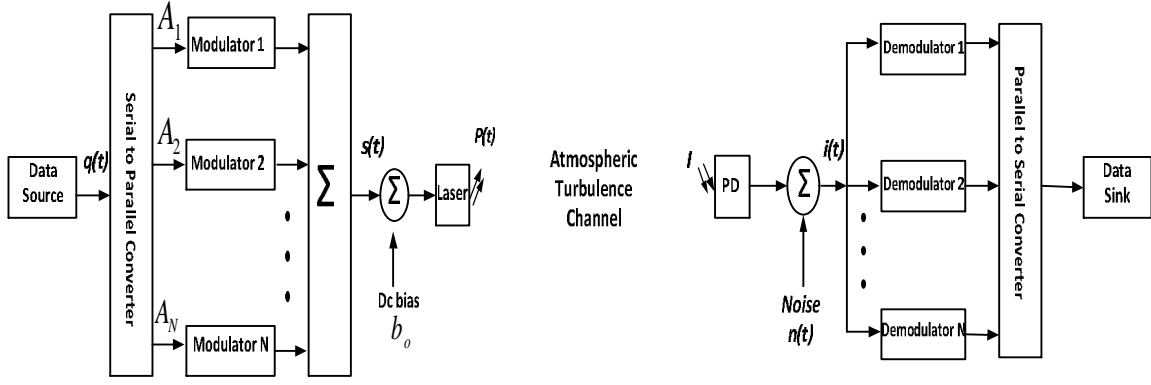 Data
Source
q(t)
Serial to Parallel Converter
A1
Modulator 1
A2
Modulator 2
AN
Modulator N
Σ
s(t)
Σ
Dc bias
bo
Laser
P(t)
Atmospheric
Turbulence
Channel
I
PD
Σ
Noise
n(t)
i(t)
Demodulator 1
Demodulator 2
Demodulator N
Parallel to Serial Converter
Data
Sink